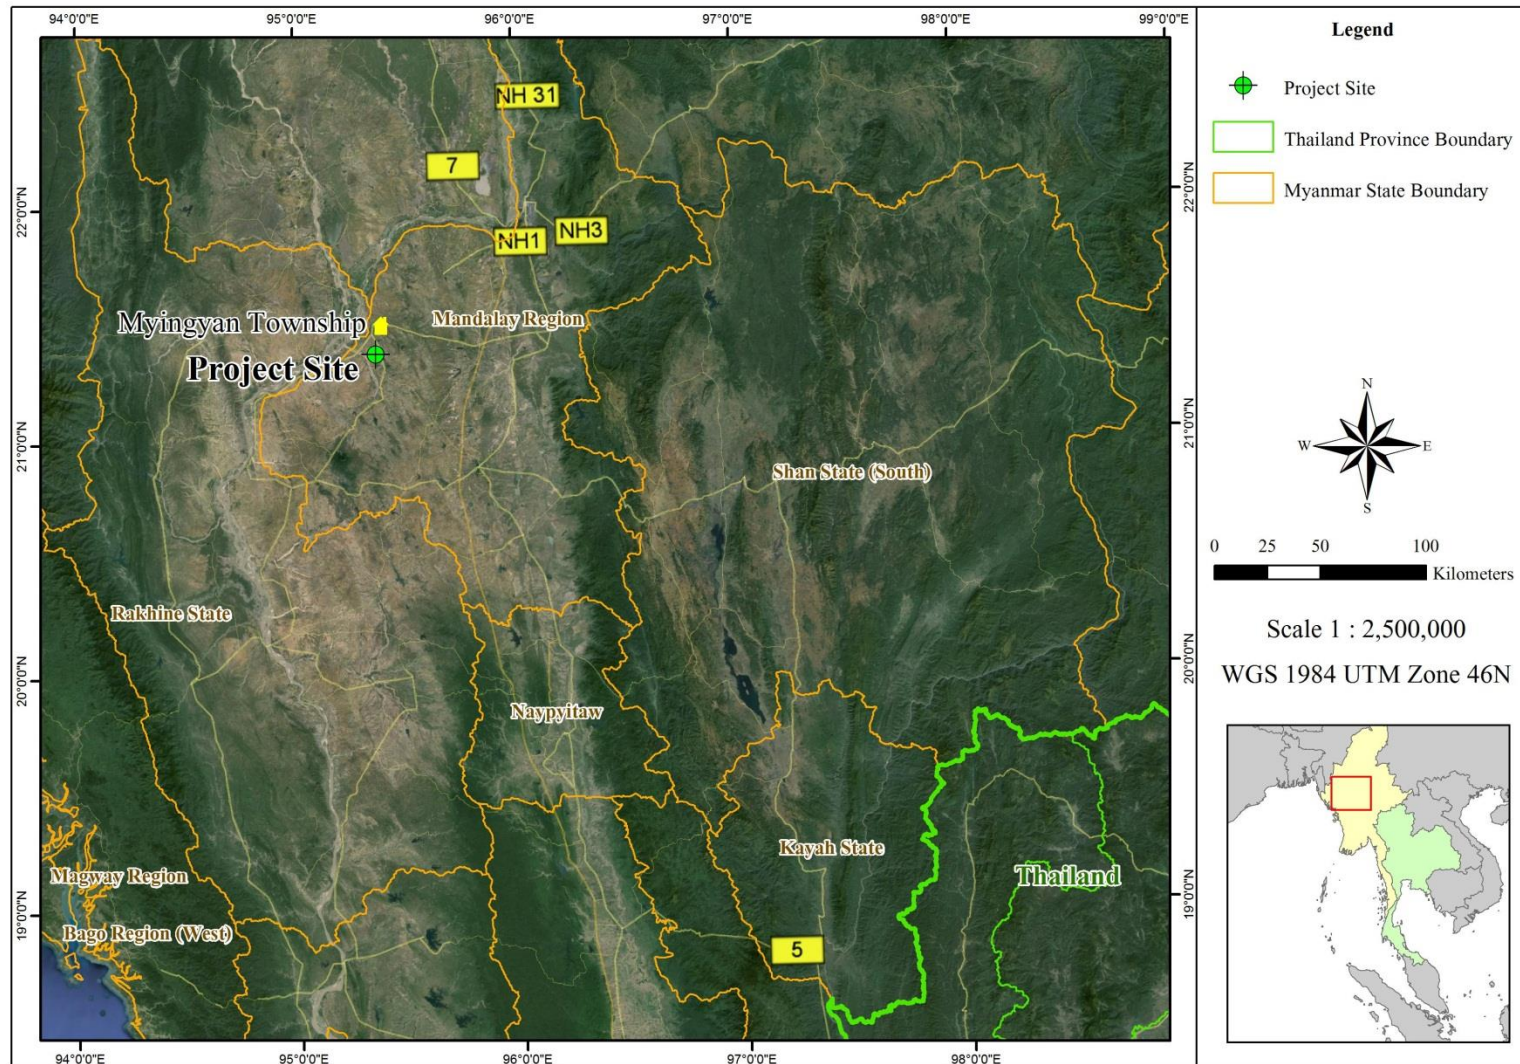 94°0'0"E
95°0'0"E
96°0'0"E
97°0'0"E
98°0'0"E
99°0'0"E
NH 31
7
22°0'0"N
22°0'0"N
NH1
NH3
Myingyan Township
Mandalay Region
Project Site
21°0'0"N
21°0'0"N
Shan State (South)
Rakhine State
20°0'0"N
20°0'0"N
Naypyitaw
Kayah State
Magway Region
Thailand
19°0'0"N
19°0'0"N
Bago Region (West)
5
94°0'0"E
95°0'0"E
96°0'0"E
97°0'0"E
98°0'0"E
Legend
Project Site
Thailand Province Boundary
Myanmar State Boundary
N
W
E
S
0 25 50 100
Kilometers
Scale 1 : 2,500,000
WGS 1984 UTM Zone 46N